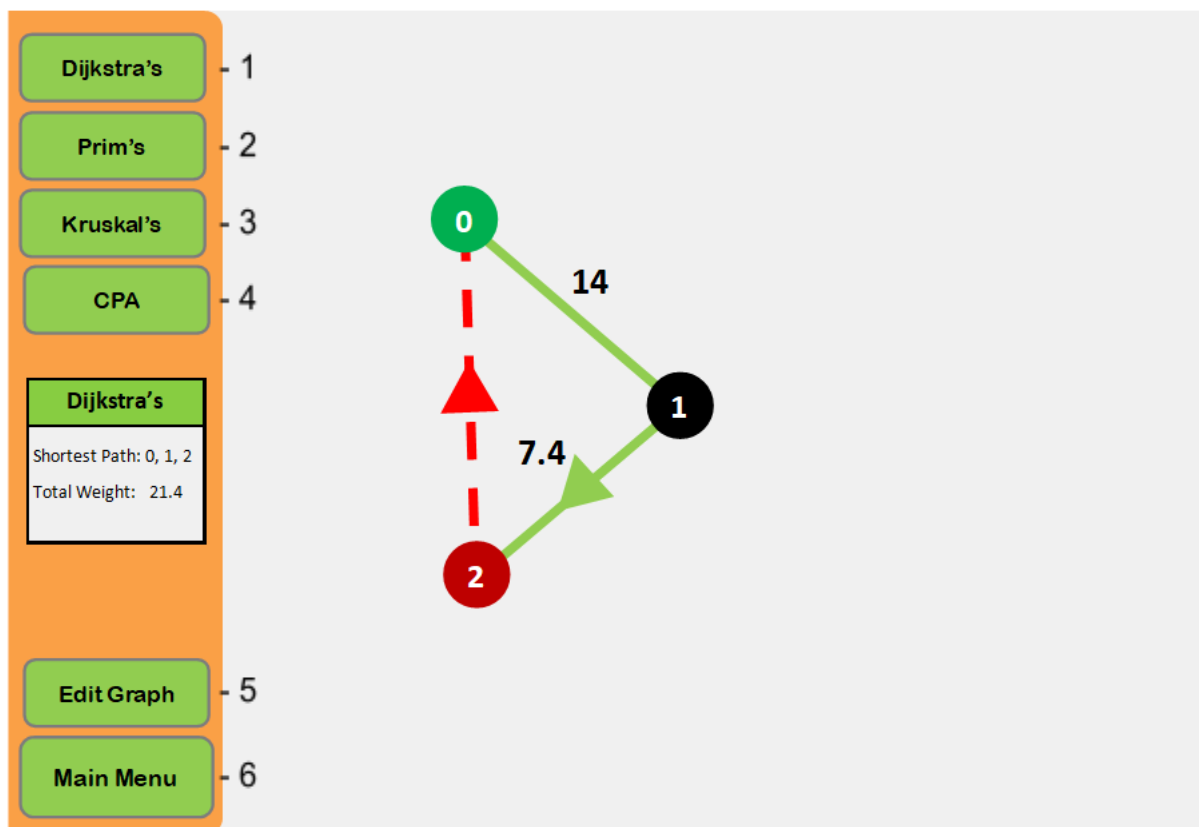 Dijkstra's - 1
Prim's - 2
Kruskal's - 3
CPA - 4
Dijkstra's
Shortest Path: 0, 1, 2
Total Weight: 21.4
Edit Graph - 5
Main Menu - 6
0
14
1
7.4
2